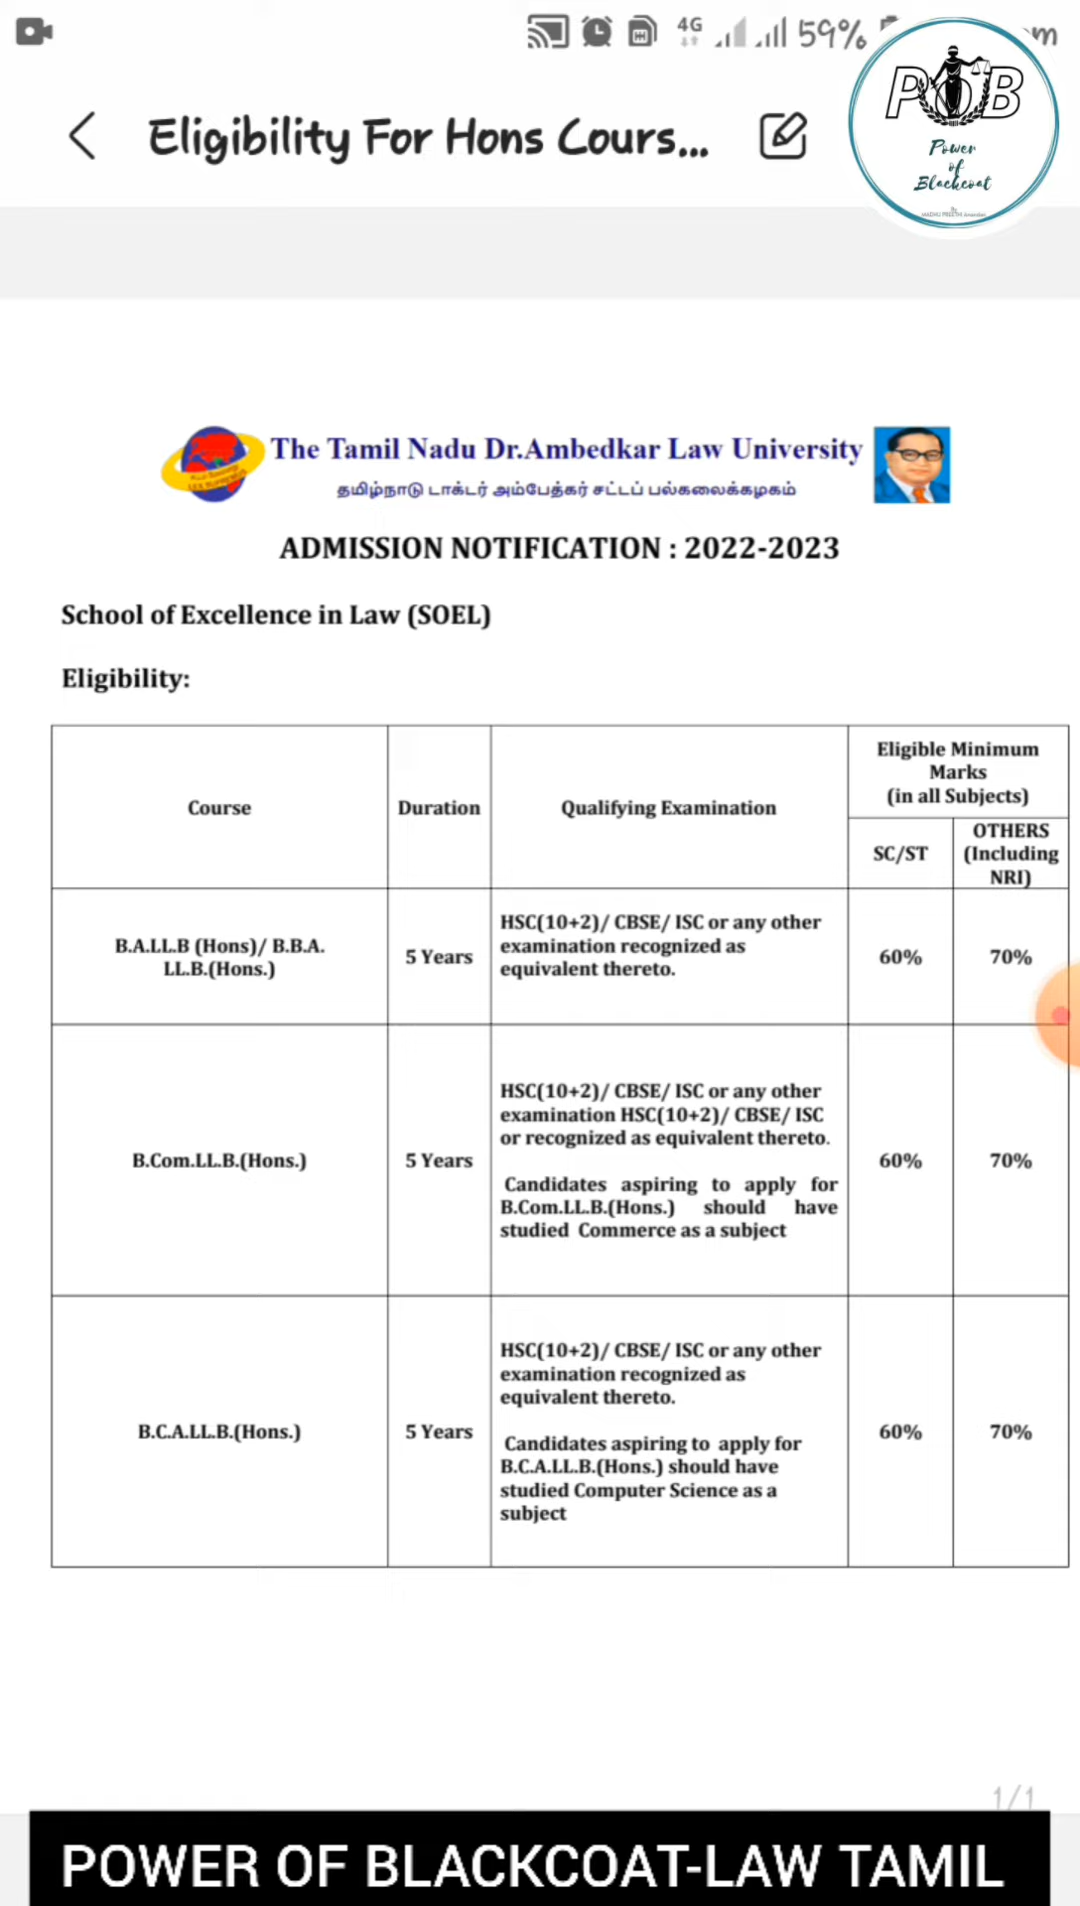 4G
59%
m
Eligibility For Hons Cours...
POB
Power
of
Blackcoat
The Tamil Nadu Dr.Ambedkar Law University
தமிழ்நாடு டாக்டர் அம்பேத்கர் சட்டப் பல்கலைக்கழகம்
ADMISSION NOTIFICATION : 2022-2023
School of Excellence in Law (SOEL)
Eligibility:
Course
Duration
Qualifying Examination
Eligible Minimum
Marks
(in all Subjects)
SC/ST
OTHERS
(Including
NRI)
B.A.LL.B (Hons)/ B.B.A.
LL.B.(Hons.)
5 Years
HSC(10+2)/ CBSE/ ISC or any other
examination recognized as
equivalent thereto.
60%
70%
B.Com.LL.B.(Hons.)
5 Years
HSC(10+2)/ CBSE/ ISC or any other
examination HSC(10+2)/ CBSE/ ISC
or recognized as equivalent thereto.
Candidates aspiring to apply for
B.Com.LL.B.(Hons.) should have
studied Commerce as a subject
60%
70%
B.C.A.LL.B.(Hons.)
5 Years
HSC(10+2)/ CBSE/ ISC or any other
examination recognized as
equivalent thereto.
Candidates aspiring to apply for
B.C.A.LL.B.(Hons.) should have
studied Computer Science as a
subject
60%
70%
1/1
POWER OF BLACKCOAT-LAW TAMIL